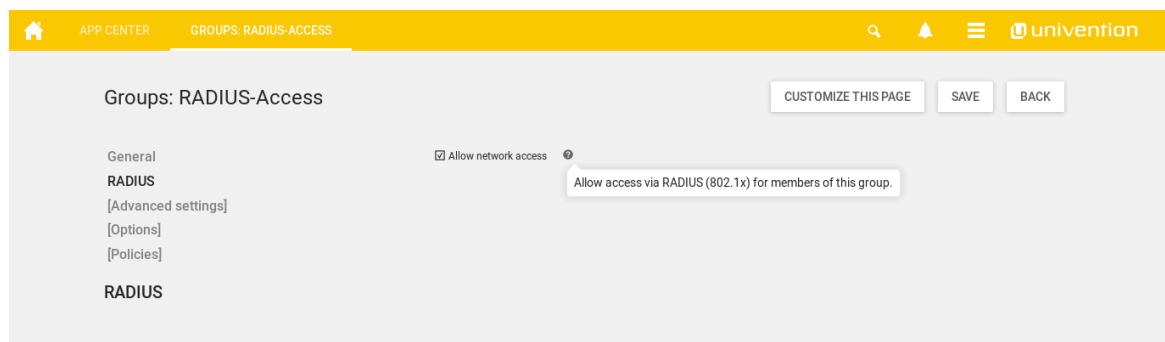 APP CENTER GROUPS: RADIUS-ACCESS univention
Groups: RADIUS-Access CUSTOMIZE THIS PAGE SAVE BACK
General
RADIUS
[Advanced settings]
[Options]
[Policies]
Allow network access
Allow access via RADIUS (802.1x) for members of this group.
RADIUS